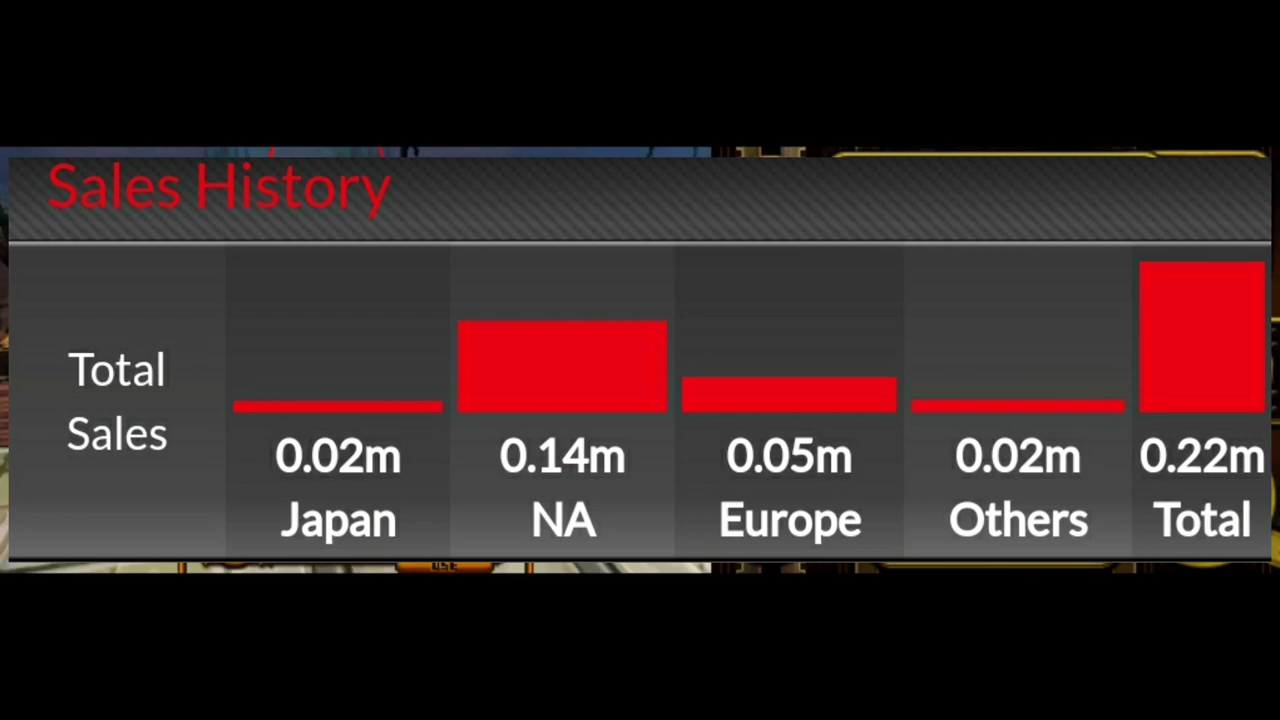 Sales History
Total
Sales
0.02m 0.14m 0.05m 0.02m 0.22m
Japan NA Europe Others Total
USE